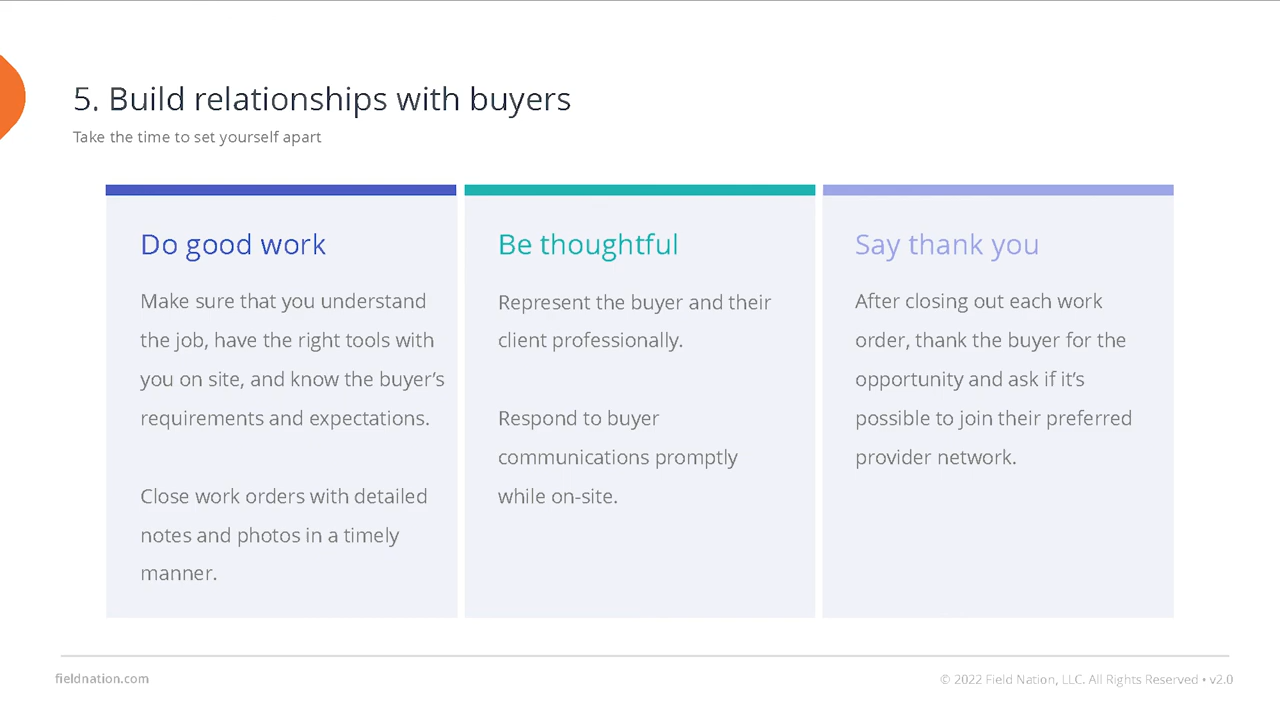 5. Build relationships with buyers
Take the time to set yourself apart
Do good work
Make sure that you understand
the job, have the right tools with
you on site, and know the buyer’s
requirements and expectations.
Close work orders with detailed
notes and photos in a timely
manner.
Be thoughtful
Represent the buyer and their
client professionally.
Respond to buyer
communications promptly
while on-site.
Say thank you
After closing out each work
order, thank the buyer for the
opportunity and ask if it’s
possible to join their preferred
provider network.
fieldnation.com
© 2022 Field Nation, LLC. All Rights Reserved • v2.0